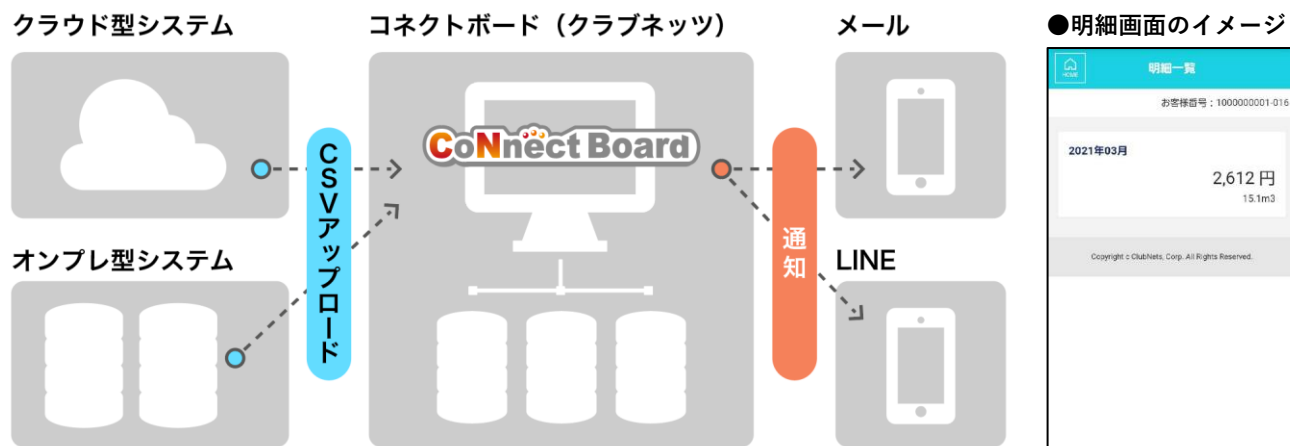 クラウド型システム
コネクトボード（クラブネッツ）
メール
●明細画面のイメージ
オンプレ型システム
CSVアップロード
CoNnect Board
通知
LINE
HOME
明細一覧
お客様番号：1000000001-016
2021年03月
2,612 円
15.1m3
Copyright c ClubNets, Corp. All Rights Reserved.